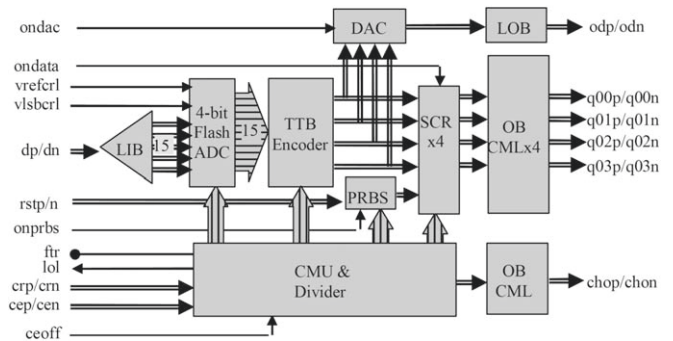 ondac
DAC
LOB
odp/odn
ondata
vrefcrl
vlsbcrl
4-bit
Flash
ADC
15
TTB
Encoder
SCR
x4
OB
CMLx4
q00p/q00n
q01p/q01n
q02p/q02n
q03p/q03n
dp/dn
LIB
15
rstp/n
PRBS
onprbs
ftr
lol
crp/crn
cep/cen
ceoff
CMU &
Divider
OB
CML
chop/chon